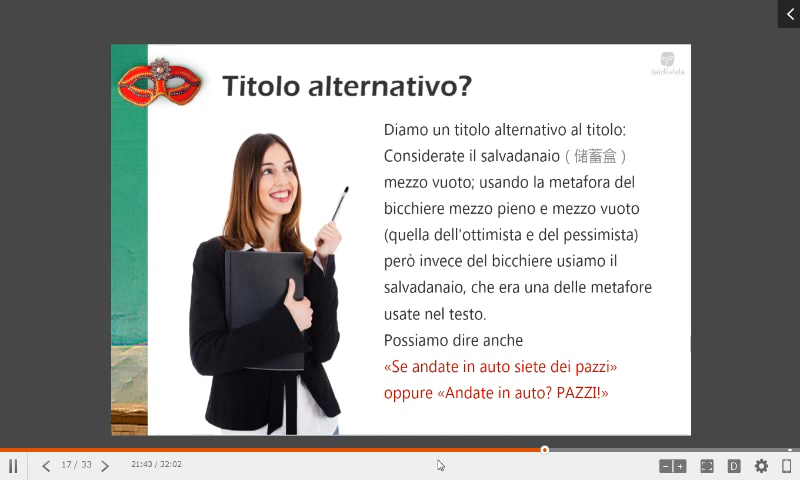 Titolo alternativo?
Diamo un titolo alternativo al titolo:
Considerate il salvadanaio ( 储蓄盒 )
mezzo vuoto; usando la metafora del
bicchiere mezzo pieno e mezzo vuoto
(quella dell'ottimista e del pessimista)
però invece del bicchiere usiamo il
salvadanaio, che era una delle metafore
usate nel testo.
Possiamo dire anche
«Se andate in auto siete dei pazzi»
oppure «Andate in auto? PAZZI!»
17 / 33
21:43 / 32:02
D